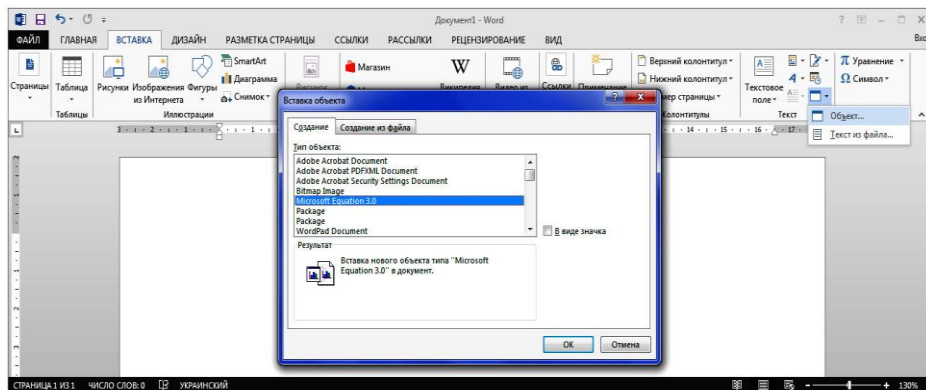 Документ1 - Word
ФАЙЛ ГЛАВНАЯ ВСТАВКА ДИЗАЙН РАЗМЕТКА СТРАНИЦЫ ССЫЛКИ РАССЫЛКИ РЕЦЕНЗИРОВАНИЕ ВИД
Страницы
Таблица
Рисунки
Изображения из Интернета
Фигуры
SmartArt
Диаграмма
Снимок
Магазин
Верхний колонтитул
Нижний колонтитул
мер страницы
Текстовое поле
Уравнение
Символ
Таблицы
Иллюстрации
Колонтитулы
Текст
Объект...
Текст из файла...
Вставка объекта
Создание Создание из файла
Тип объекта:
Adobe Acrobat Document
Adobe Acrobat PDFXML Document
Adobe Acrobat Security Settings Document
Bitmap Image
Microsoft Equation 3.0
Package
Package
WordPad Document
В виде значка
Результат
Вставка нового объекта типа "Microsoft
Equation 3.0" в документ.
OK Отмена
СТРАНИЦА 1 ИЗ 1 ЧИСЛО СЛОВ: 0 УКРАИНСКИЙ 130%